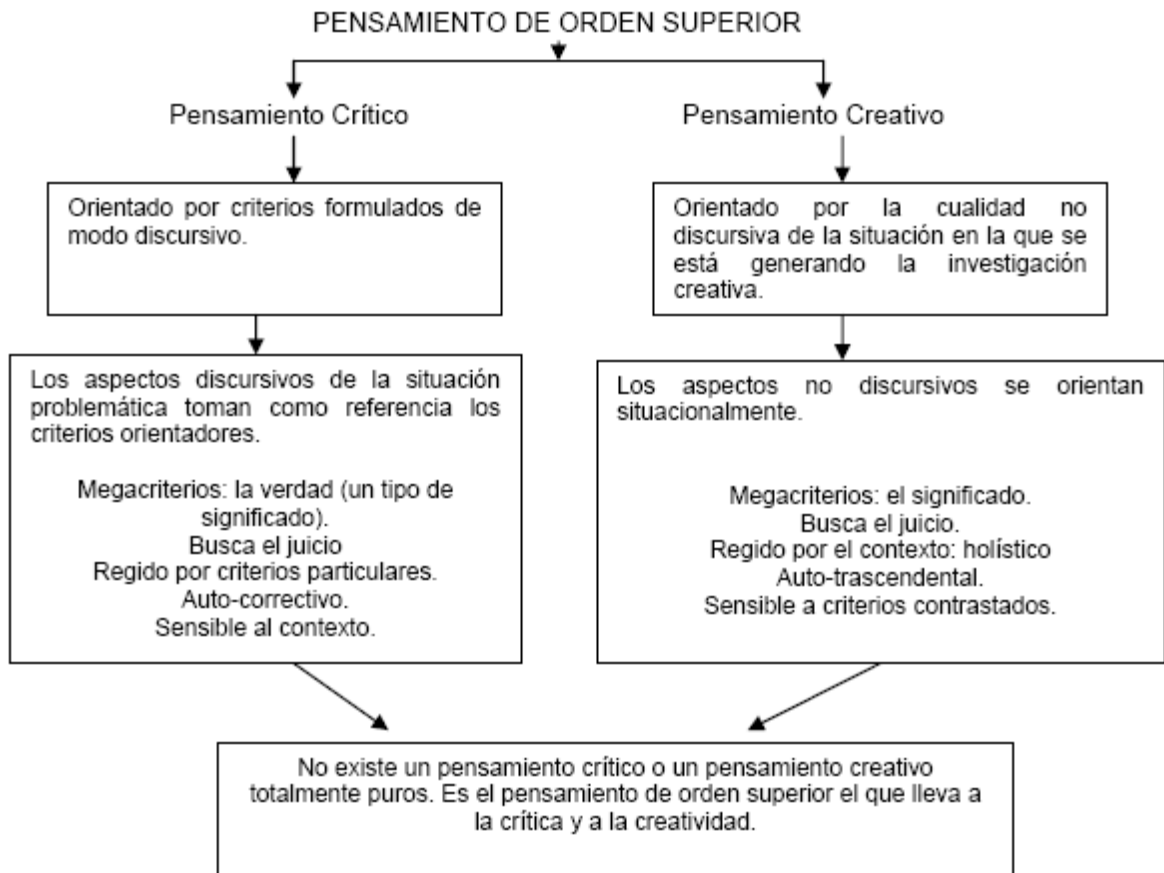 PENSAMIENTO DE ORDEN SUPERIOR
Pensamiento Crítico
Pensamiento Creativo
Orientado por criterios formulados de
modo discursivo.
Orientado por la cualidad no
discursiva de la situación en la que se
está generando la investigación
creativa.
Los aspectos discursivos de la situación
problemática toman como referencia los
criterios orientadores.
Megacriterios: la verdad (un tipo de
significado).
Busca el juicio
Regido por criterios particulares.
Auto-correctivo.
Sensible al contexto.
Los aspectos no discursivos se orientan
situacionalmente.
Megacriterios: el significado.
Busca el juicio.
Regido por el contexto: holístico
Auto-trascendental.
Sensible a criterios contrastados.
No existe un pensamiento crítico o un pensamiento creativo
totalmente puros. Es el pensamiento de orden superior el que lleva a
la crítica y a la creatividad.